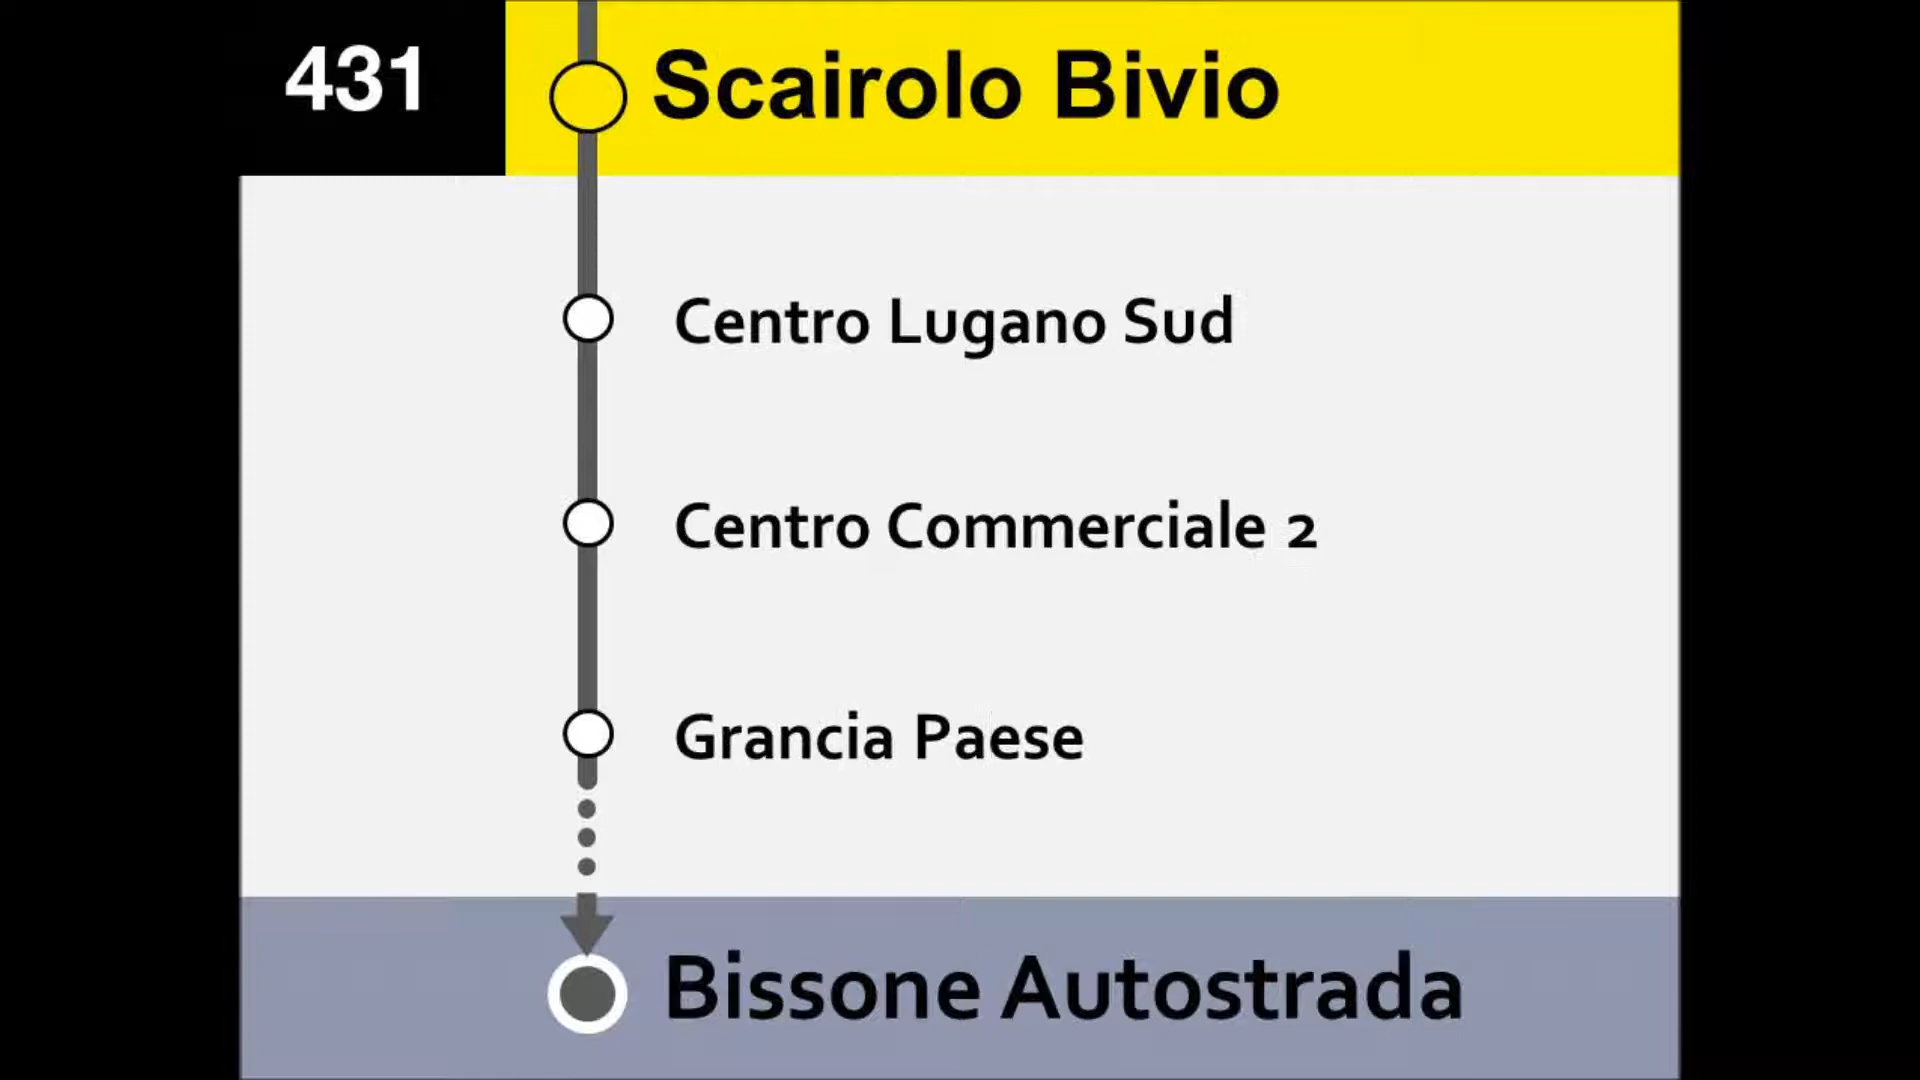 431
Scairolo Bivio
Centro Lugano Sud
Centro Commerciale 2
Grancia Paese
Bissone Autostrada